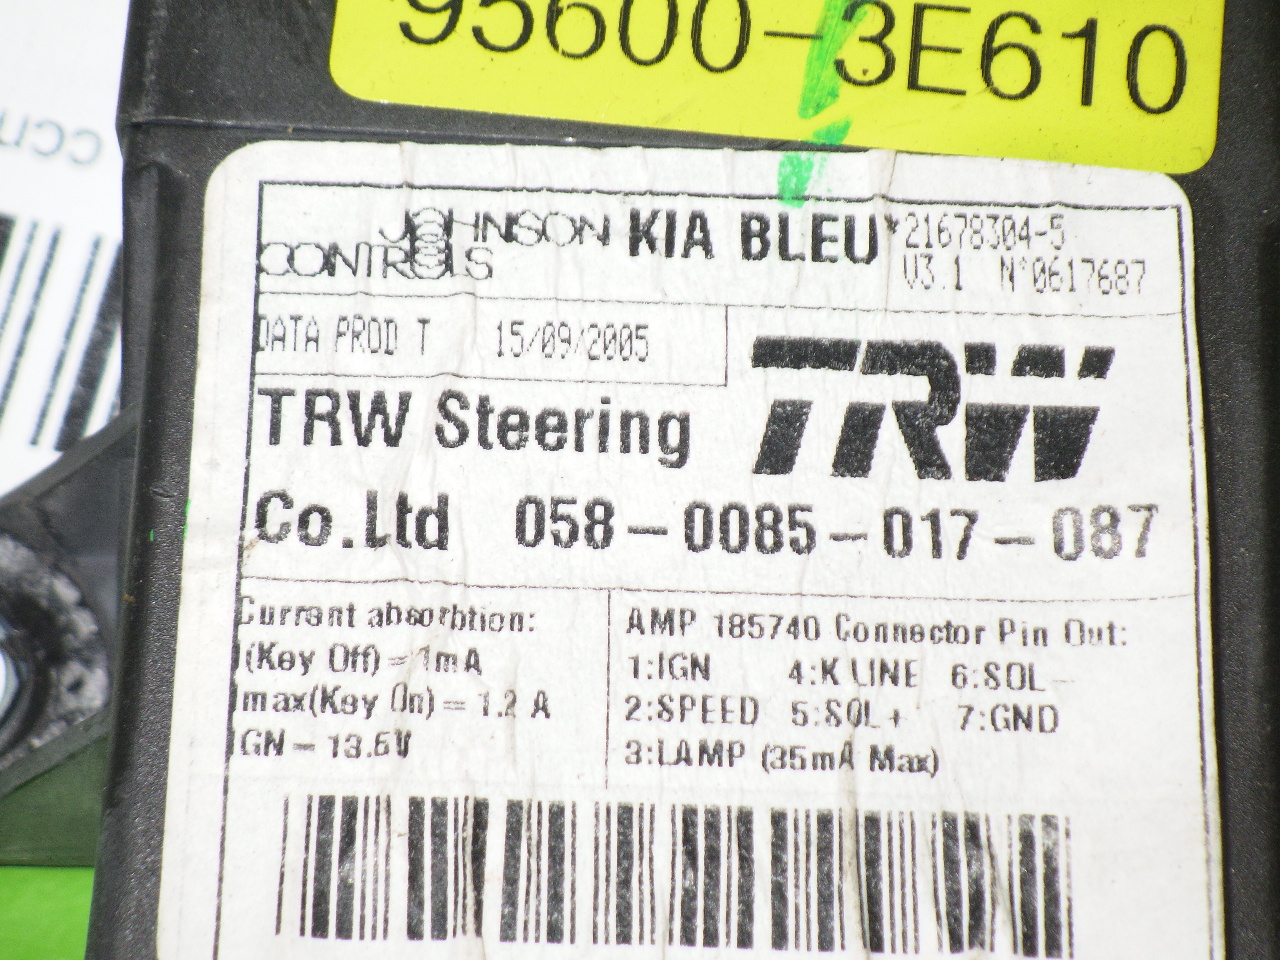 95600-3E610
JOHNSON CONTROLS
KIA BLEU
*21678304-5
V3.1 N°0617687
DATA PROD T 15/09/2005
TRW
TRW Steering
Co.Ltd 058-0085-017-087
Current absorbtion:
(Key Off) = 1mA
max(Key On) = 1.2 A
IGN - 13.6V
AMP 185740 Connector Pin Out:
1:IGN 4:K LINE 6:SOL-
2:SPEED 5:SOL+ 7:GND
3:LAMP (35mA Max)